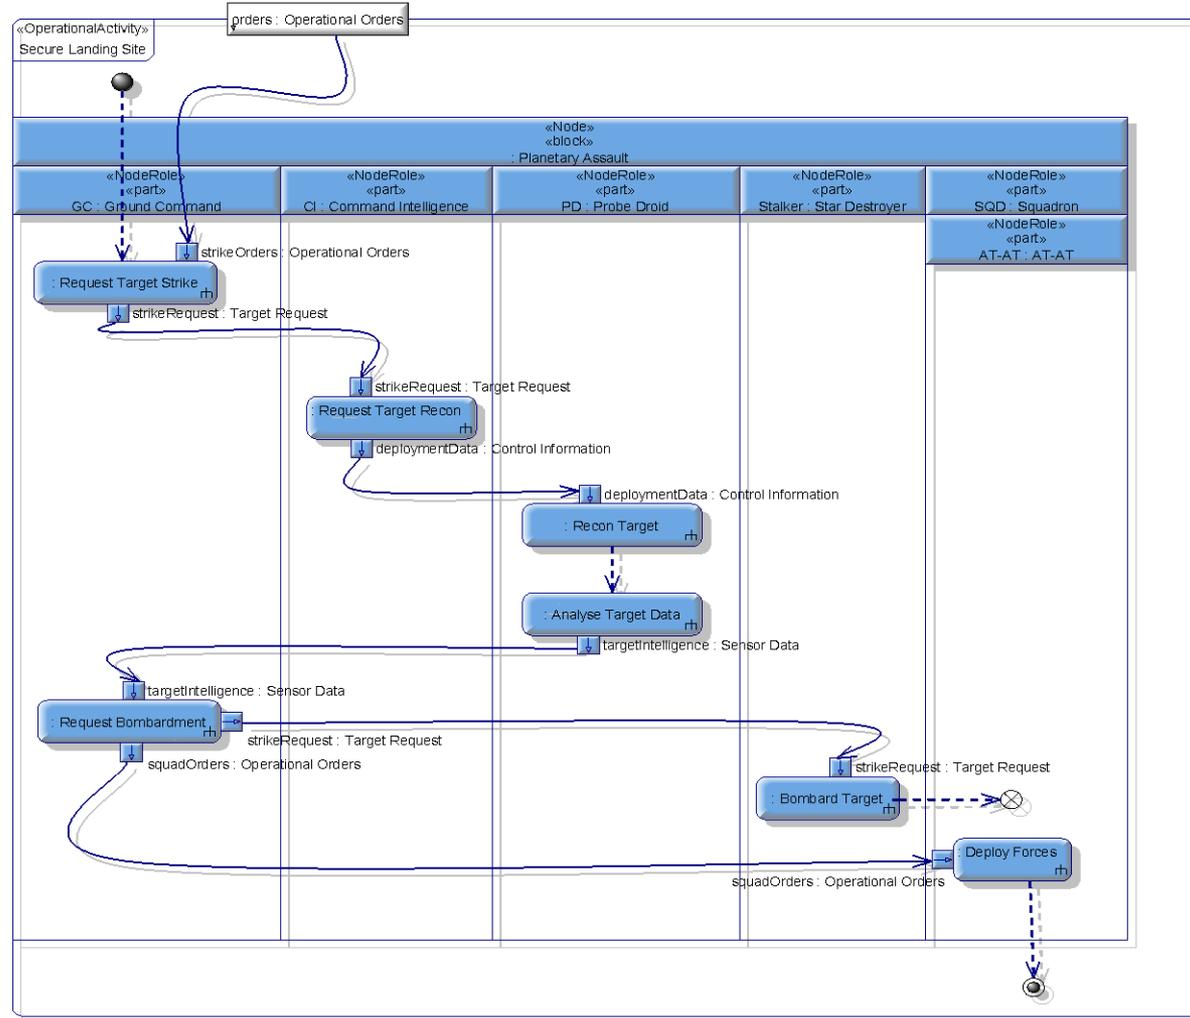 orders : Operational Orders
«OperationalActivity»
Secure Landing Site
«Node»
«block»
: Planetary Assault
«NodeRole»
«part»
GC : Ground Command
«NodeRole»
«part»
CI : Command Intelligence
«NodeRole»
«part»
PD : Probe Droid
«NodeRole»
«part»
Stalker : Star Destroyer
«NodeRole»
«part»
SQD : Squadron
«NodeRole»
«part»
AT-AT : AT-AT
strikeOrders : Operational Orders
: Request Target Strike
strikeRequest : Target Request
strikeRequest : Target Request
: Request Target Recon
deploymentData : Control Information
deploymentData : Control Information
: Recon Target
: Analyse Target Data
targetIntelligence : Sensor Data
targetIntelligence : Sensor Data
: Request Bombardment
strikeRequest : Target Request
squadOrders : Operational Orders
strikeRequest : Target Request
: Bombard Target
: Deploy Forces
squadOrders : Operational Orders